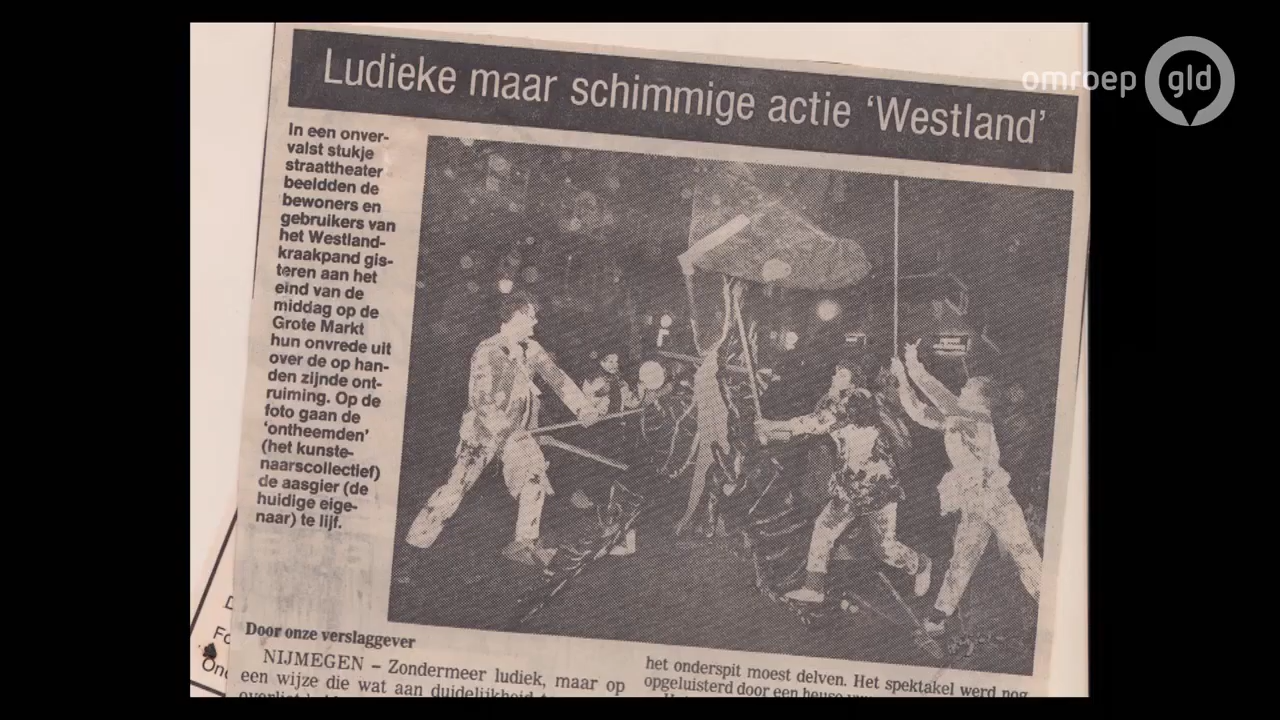 omroep gld
Ludieke maar schimmige actie ‘Westland’
In een onver-
valst stukje
straattheater
beeldden de
bewoners en
gebruikers van
het Westland-
kraakpand gis-
teren aan het
eind van de
middag op de
Grote Markt
hun onvrede uit
over de op han-
den zijnde ont-
ruiming. Op de
foto gaan de
‘ontheemden’
(het kunste-
naarscollectief)
de aasgier (de
huidige eige-
naar) te lijf.
Door onze verslaggever
NIJMEGEN – Zondermeer ludiek, maar op
een wijze die wat aan duidelijkheid
het onderspit moest delven. Het spektakel werd nog
opgeluisterd door een heuse